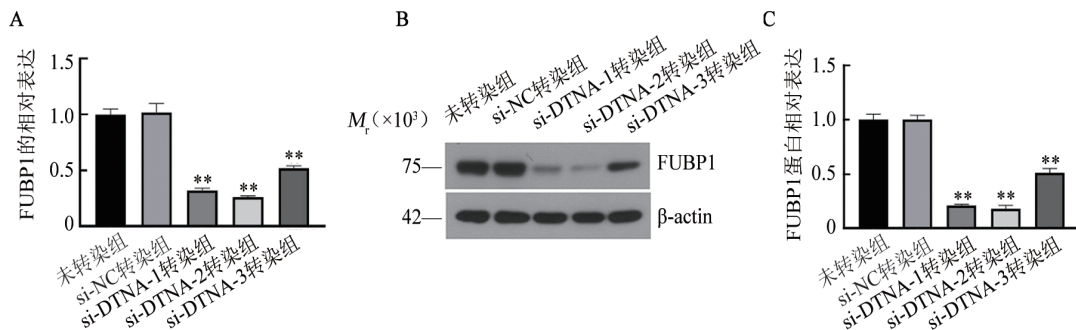 A
FUBP1的相对表达
1.5
1.0
0.5
0
**
**
**
未转染组
si-NC转染组
si-DTNA-1转染组
si-DTNA-2转染组
si-DTNA-3转染组
B
未转染组
si-NC转染组
si-DTNA-1转染组
si-DTNA-2转染组
si-DTNA-3转染组
Mr(×10³)
75
FUBP1
42
β-actin
C
FUBP1蛋白相对表达
1.5
1.0
0.5
0
**
**
**
未转染组
si-NC转染组
si-DTNA-1转染组
si-DTNA-2转染组
si-DTNA-3转染组